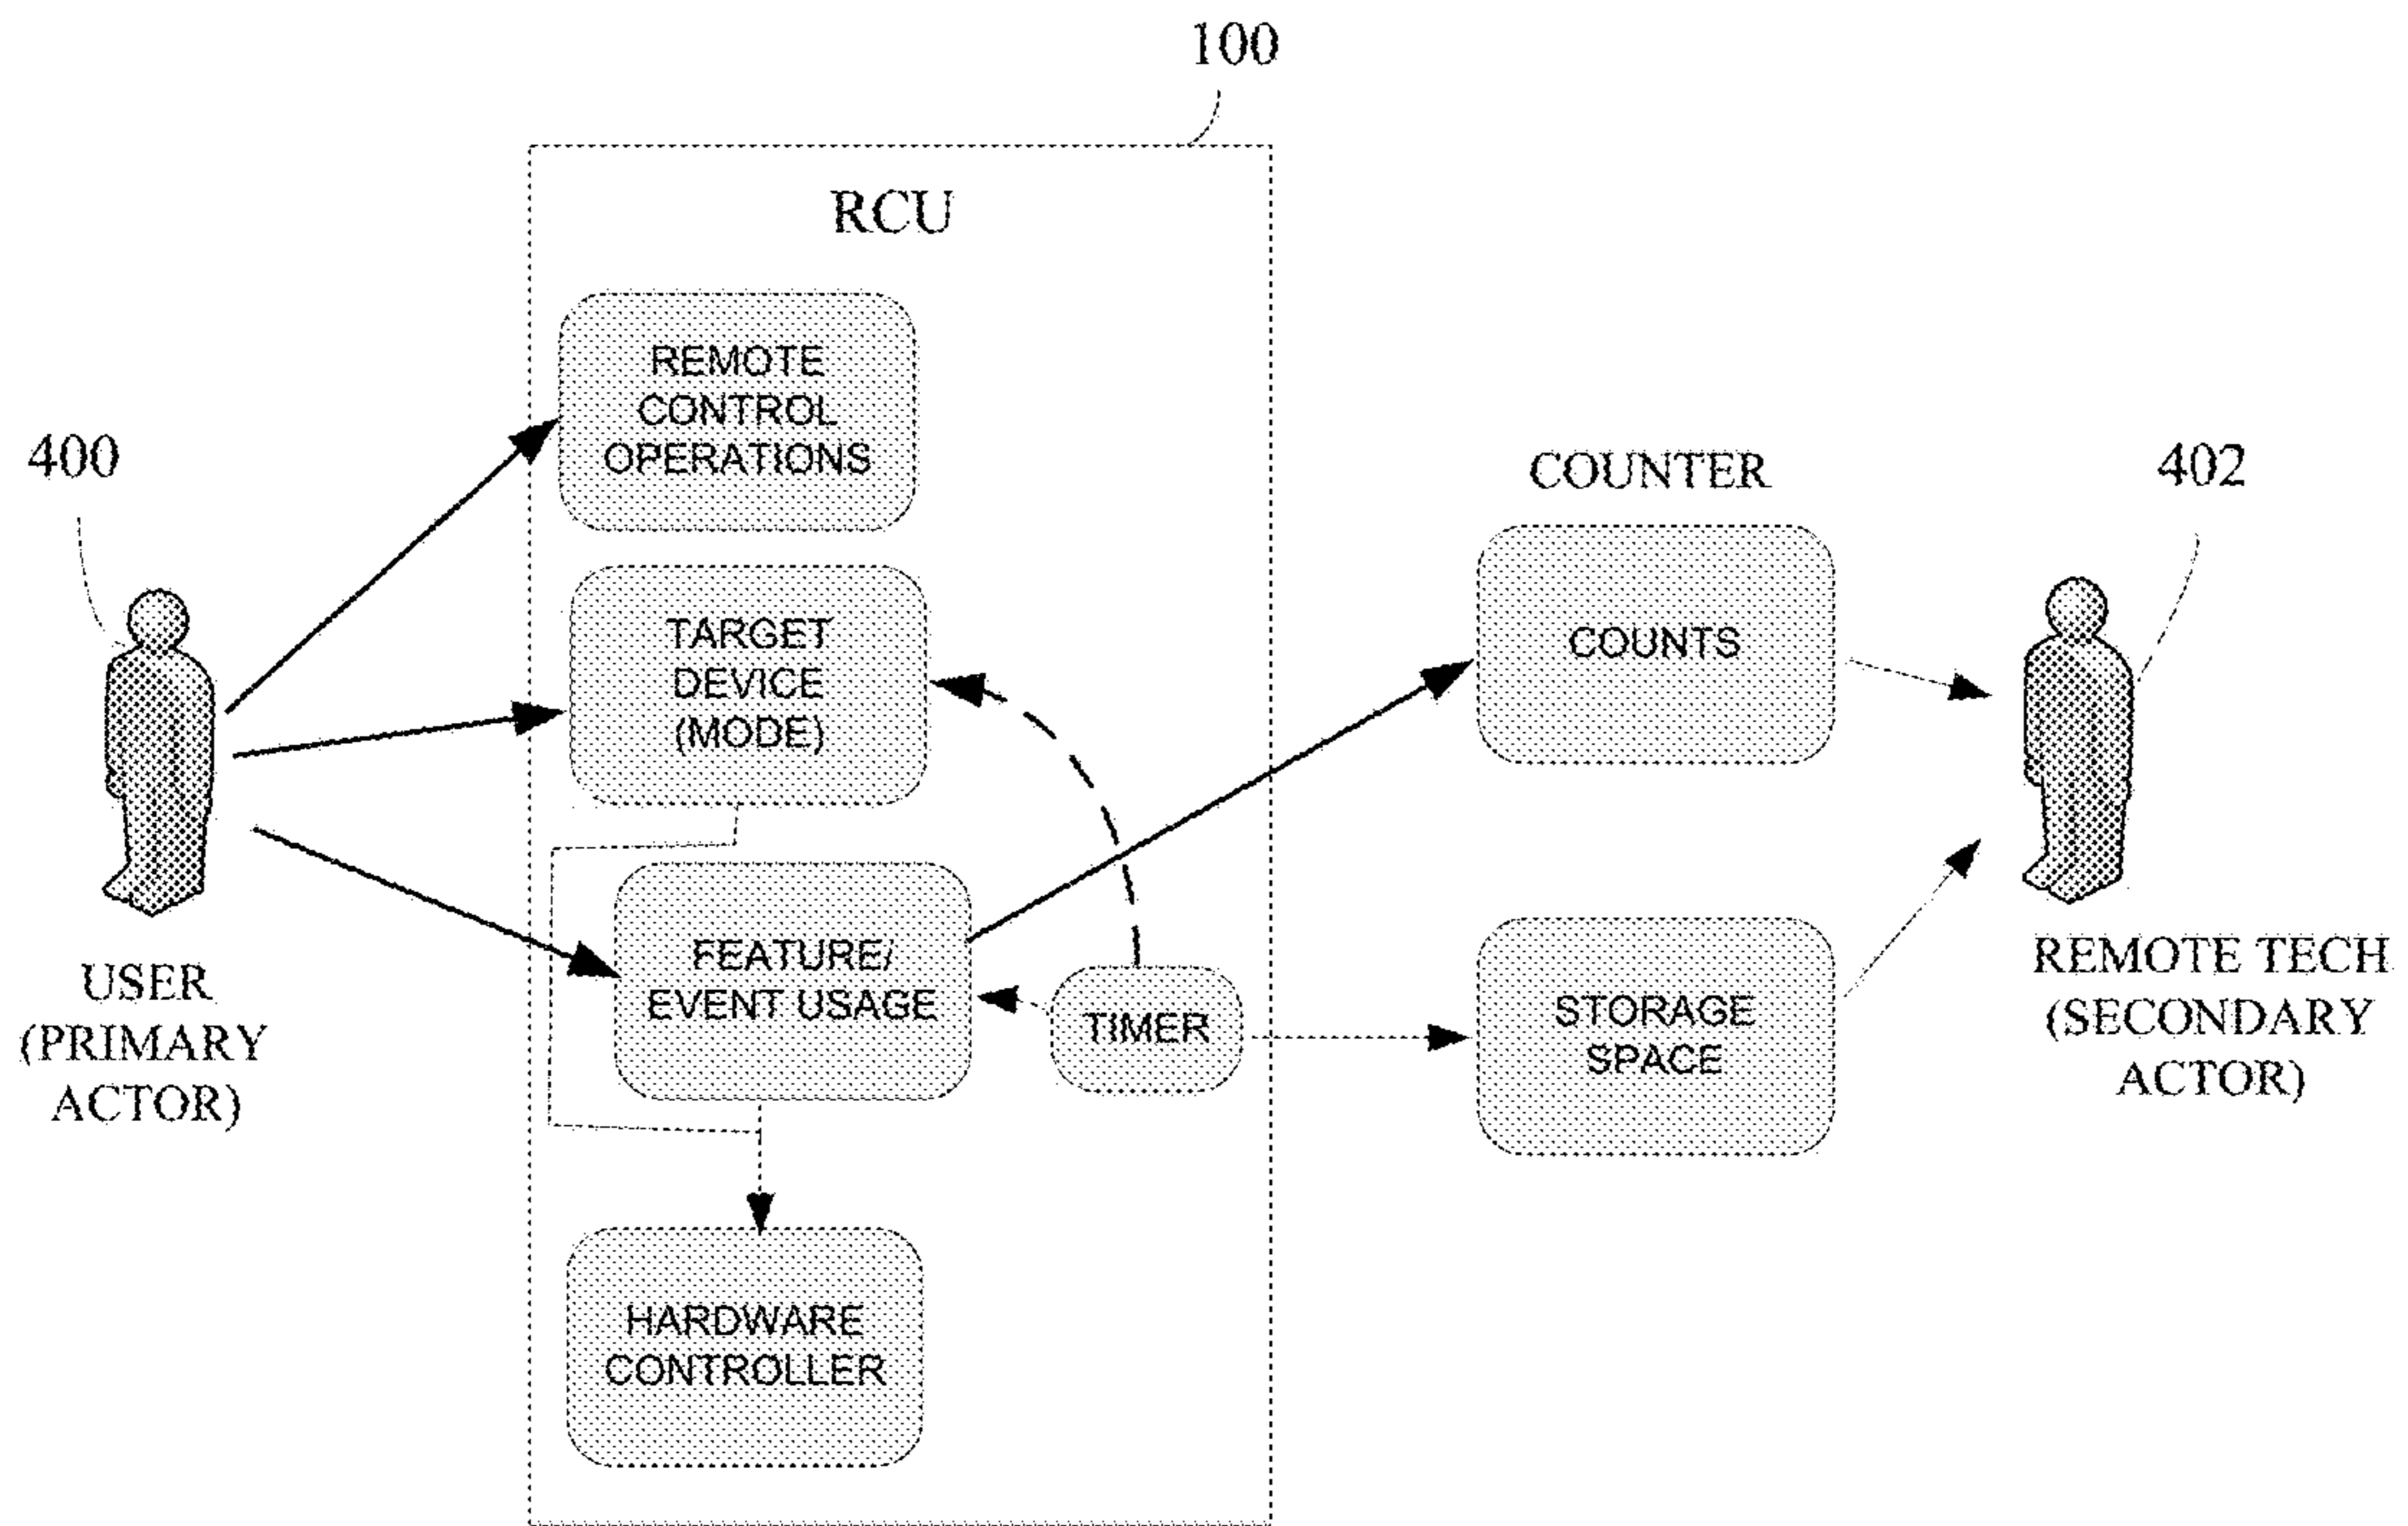 100
RCU
REMOTE
CONTROL
OPERATIONS
400
COUNTER
402
TARGET
DEVICE
(MODE)
COUNTS
FEATURE/
EVENT USAGE
TIMER
STORAGE
SPACE
USER
(PRIMARY
ACTOR)
REMOTE TECH
(SECONDARY
ACTOR)
HARDWARE
CONTROLLER